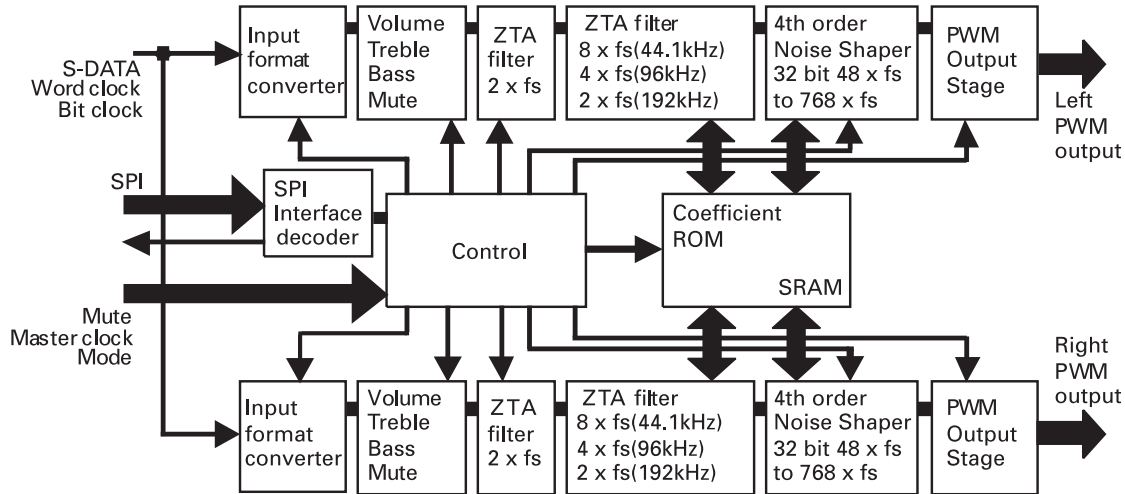 S-DATA
Word clock
Bit clock
Input
format
converter
Volume
Treble
Bass
Mute
ZTA
filter
2 x fs
ZTA filter
8 x fs(44.1kHz)
4 x fs(96kHz)
2 x fs(192kHz)
4th order
Noise Shaper
32 bit 48 x fs
to 768 x fs
PWM
Output
Stage
Left
PWM
output
SPI
SPI
Interface
decoder
Control
Coefficient
ROM
SRAM
Mute
Master clock
Mode
Input
format
converter
Volume
Treble
Bass
Mute
ZTA
filter
2 x fs
ZTA filter
8 x fs(44.1kHz)
4 x fs(96kHz)
2 x fs(192kHz)
4th order
Noise Shaper
32 bit 48 x fs
to 768 x fs
PWM
Output
Stage
Right
PWM
output